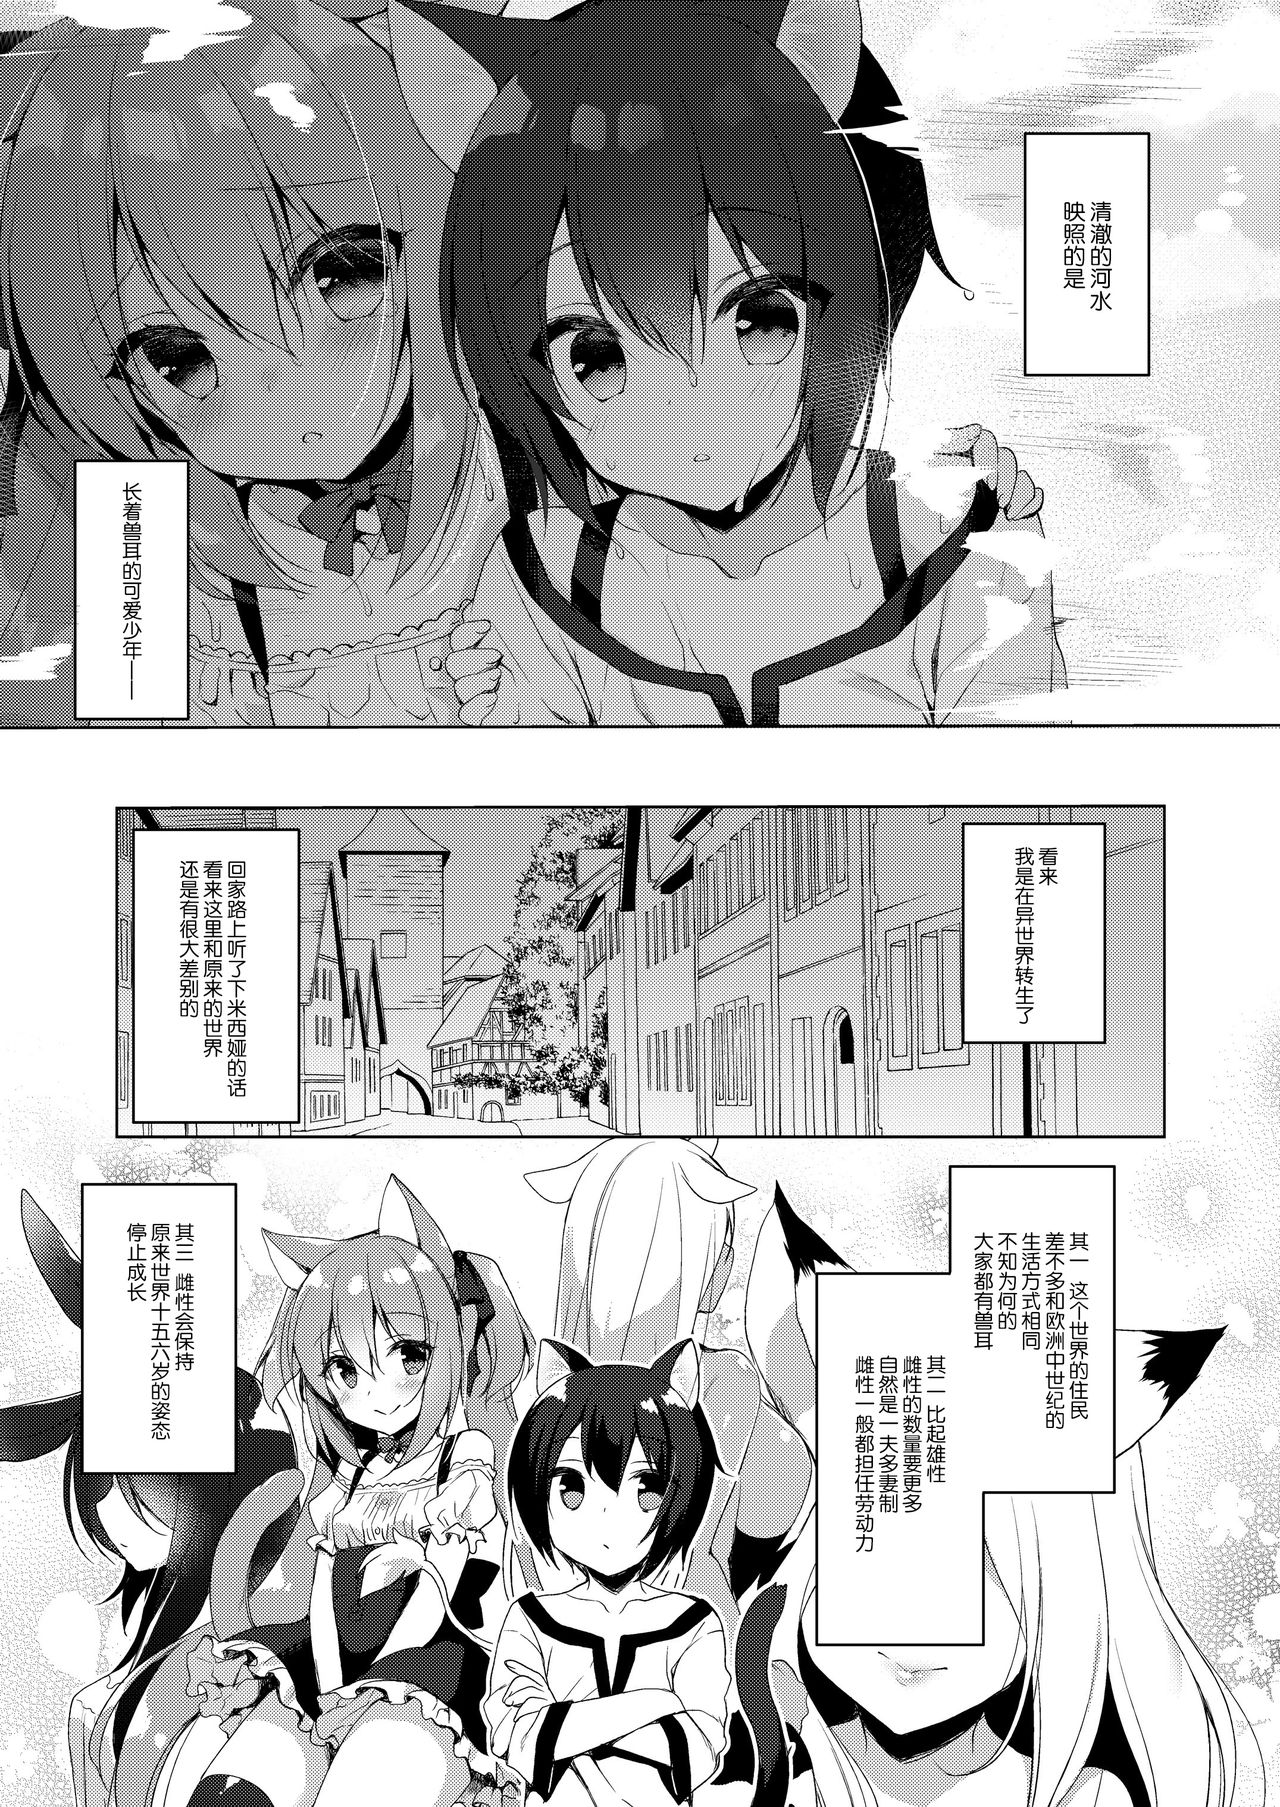 清澈的河水
映照的是
长着兽耳的可爱少年——
看来
我是在异世界转生了
回家路上听了下米西娅的话
看来这里和原来的世界
还是有很大差别的
其一 这个世界的住民
差不多和欧洲中世纪的
生活方式相同
不知为何的
大家都有兽耳
其二 比起雄性
雌性的数量要更多
自然是一夫多妻制
雌性一般都担任劳动力
其三 雌性会保持
原来世界十五六岁的姿态
停止成长